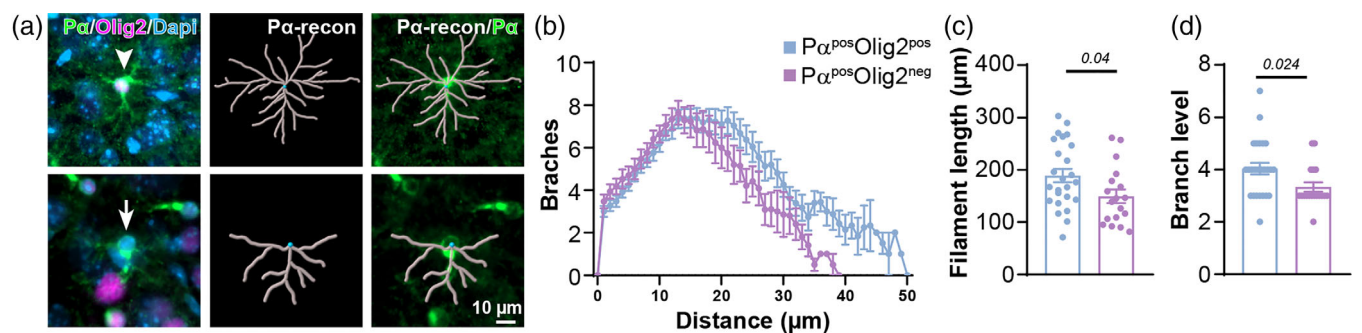 (a)
Pα/Olig2/Dapi
Pα-recon
Pα-recon/Pα
10 µm
(b)
PαposOlig2pos
PαposOlig2neg
10
8
6
4
2
0
Braches
0 10 20 30 40 50
Distance (µm)
(c)
0.04
400
300
200
100
0
Filament length (µm)
(d)
0.024
8
6
4
2
0
Branch level